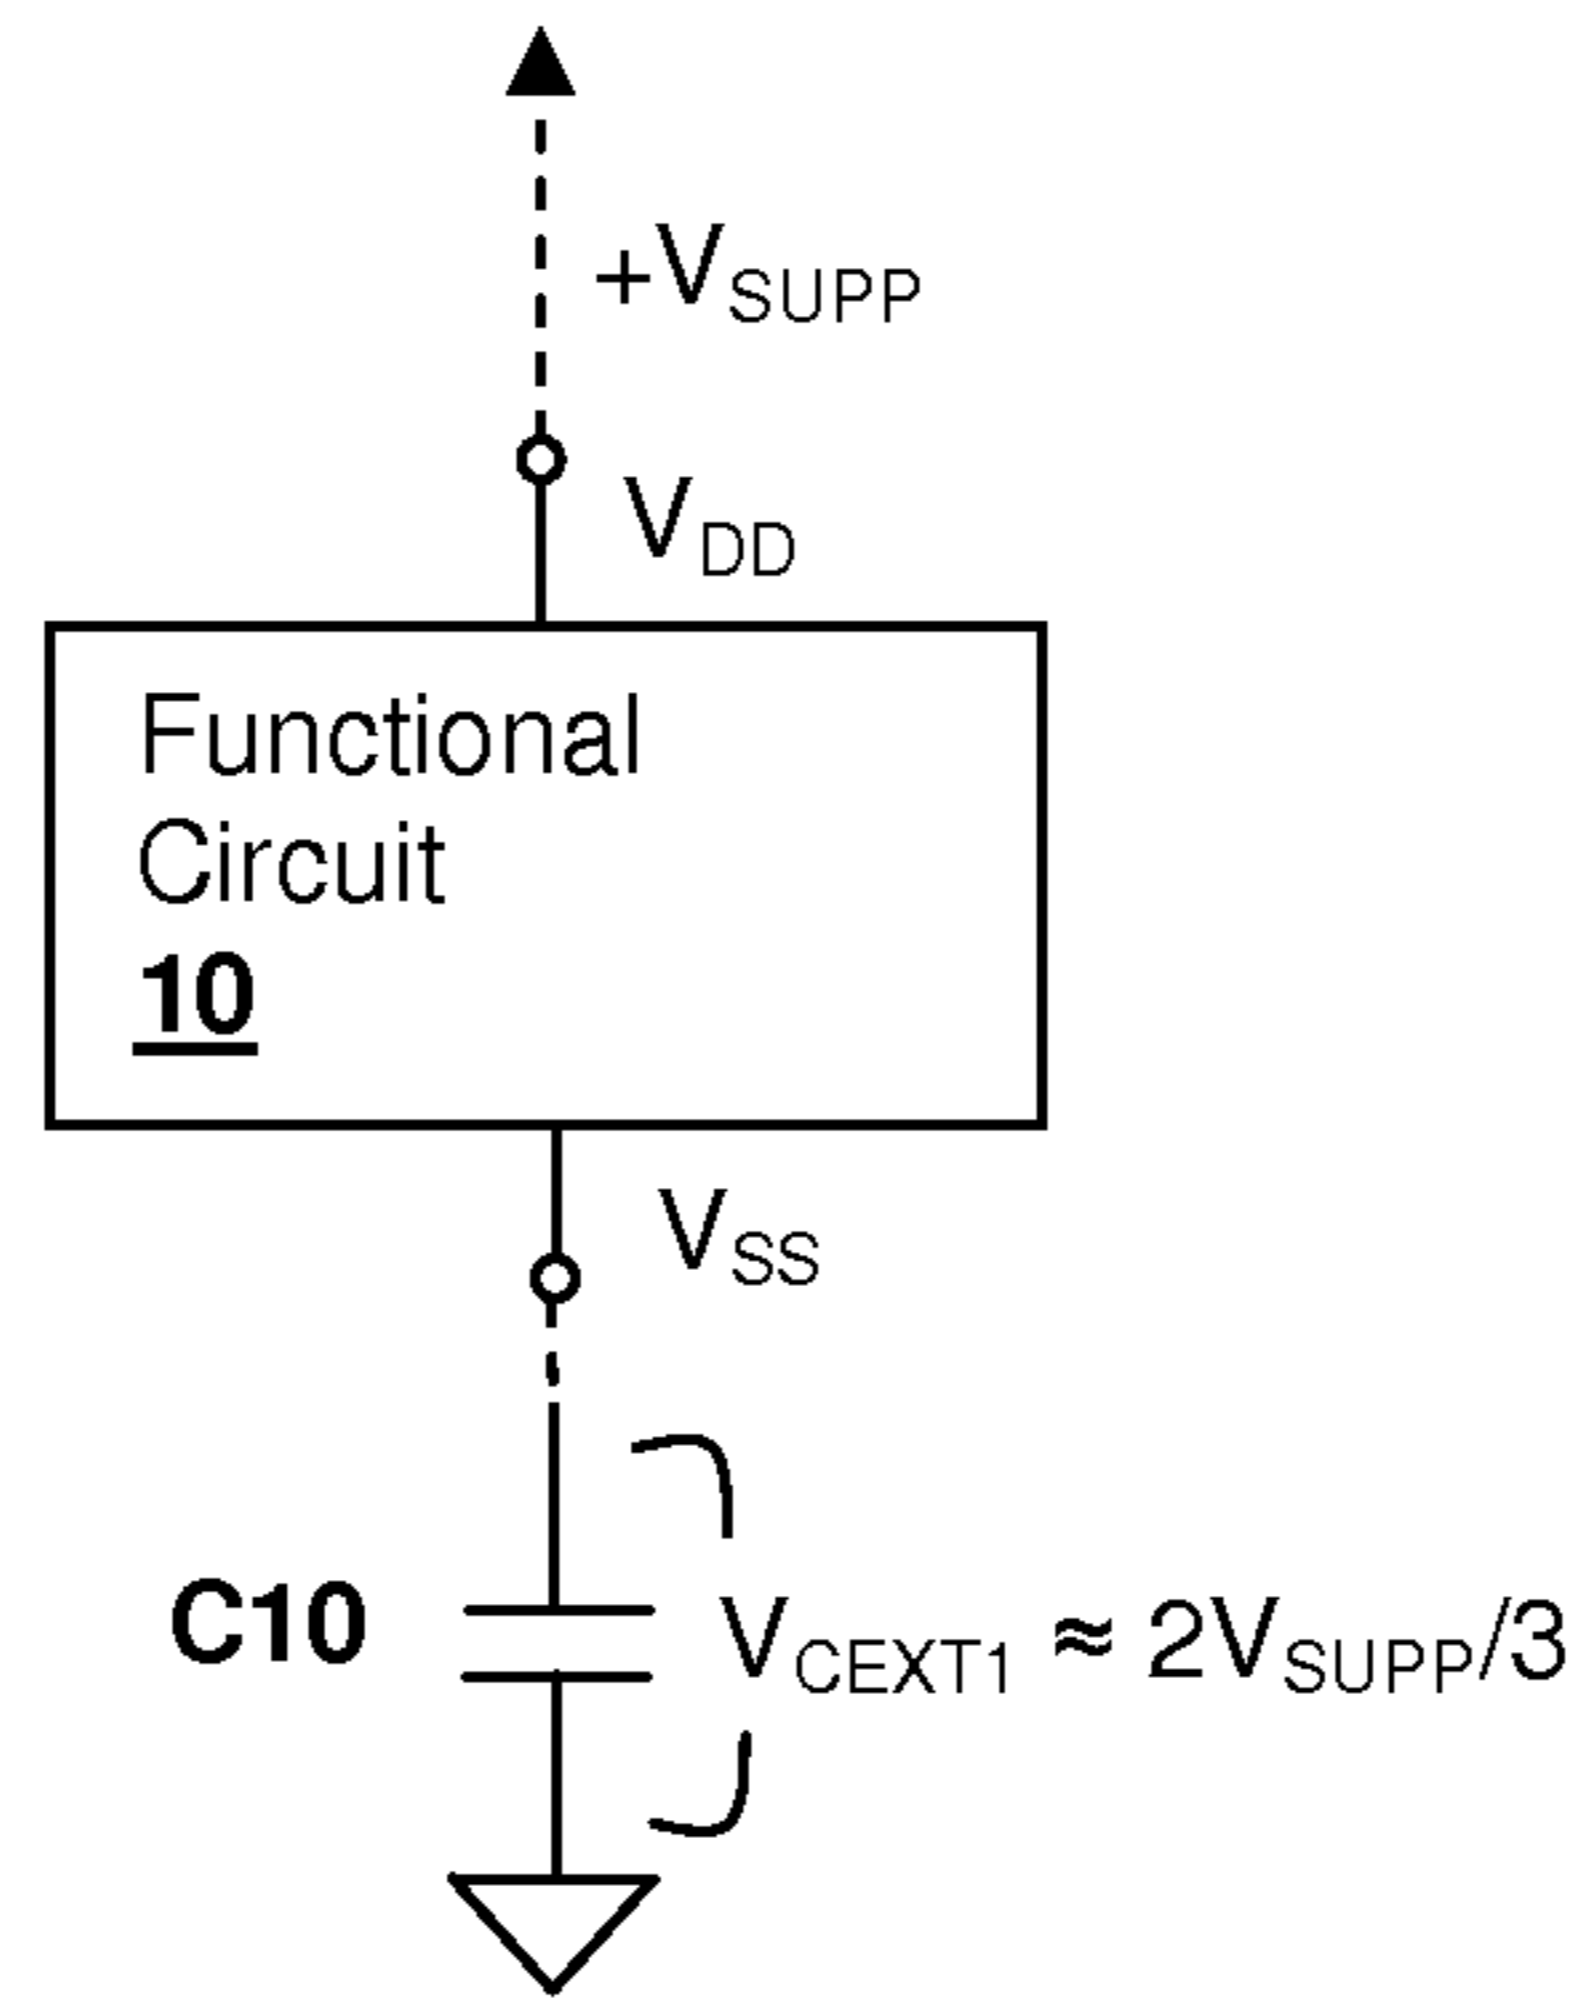 +VSUPP
VDD
Functional
Circuit
10
VSS
C10
VCEXT1 ≈ 2VSUPP/3